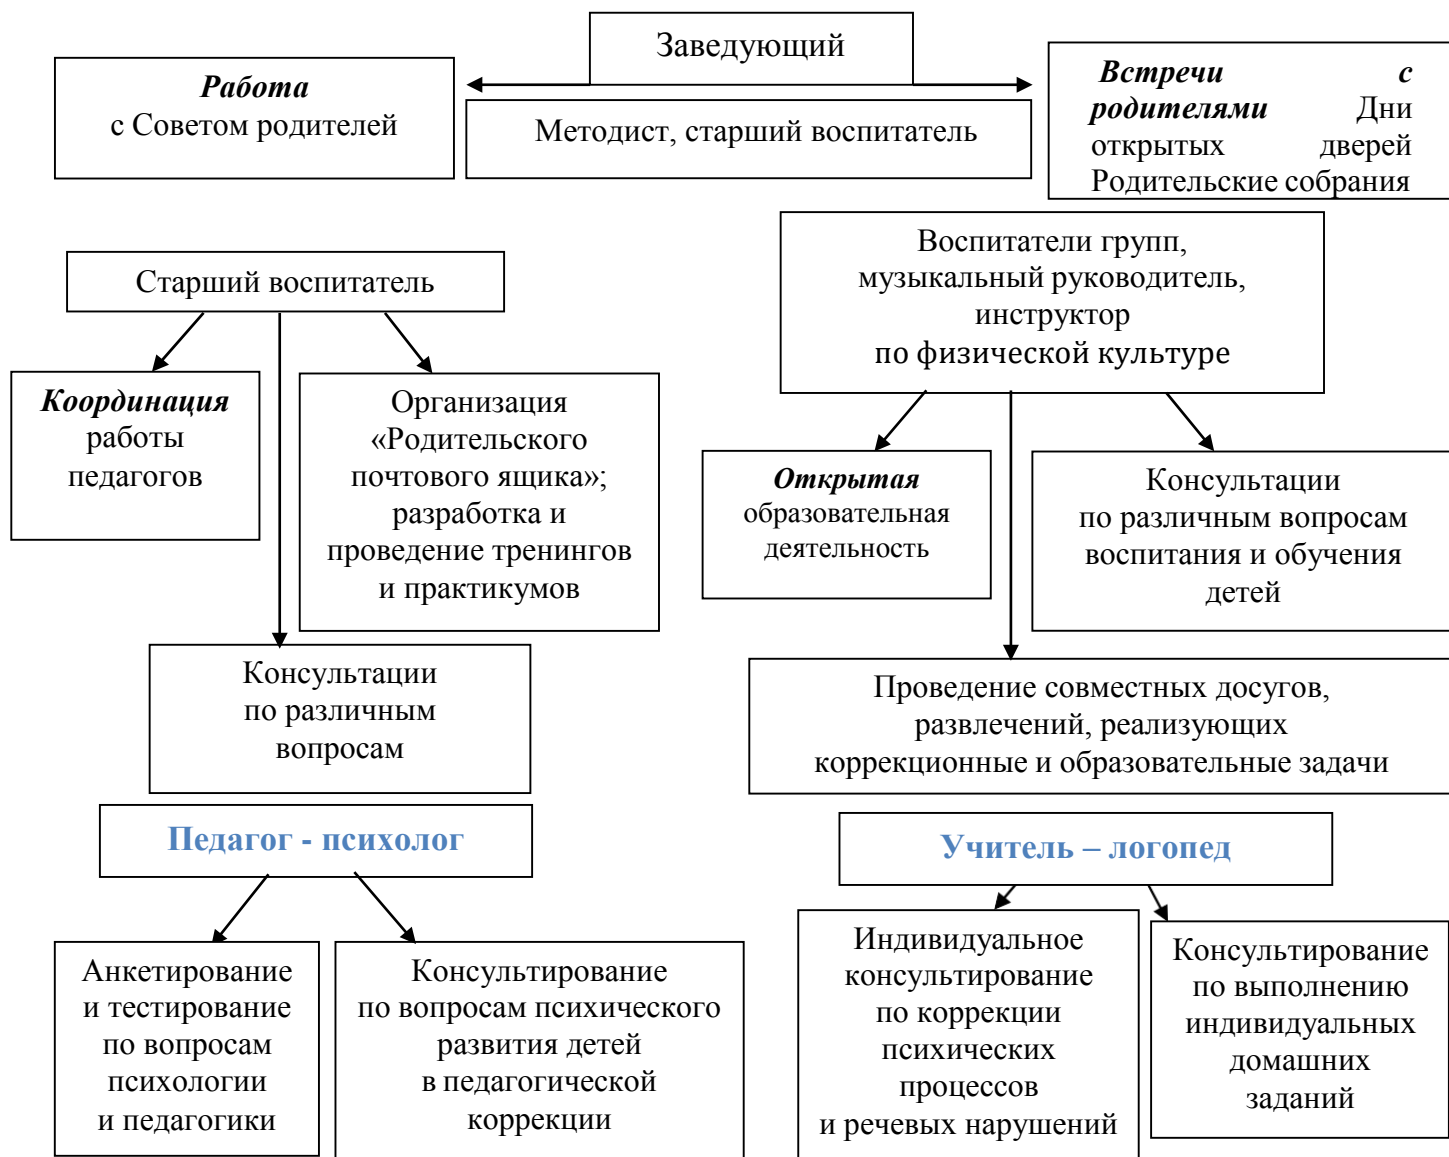 Заведующий
Работа
с Советом родителей
Методист, старший воспитатель
Встречи с
родителями Дни
открытых дверей
Родительские собрания
Старший воспитатель
Координация
работы
педагогов
Организация
«Родительского
почтового ящика»;
разработка и
проведение тренингов
и практикумов
Консультации
по различным
вопросам
Воспитатели групп,
музыкальный руководитель,
инструктор
по физической культуре
Открытая
образовательная
деятельность
Консультации
по различным вопросам
воспитания и обучения
детей
Проведение совместных досугов,
развлечений, реализующих
коррекционные и образовательные задачи
Педагог - психолог
Анкетирование
и тестирование
по вопросам
психологии
и педагогики
Консультирование
по вопросам психического
развития детей
в педагогической
коррекции
Учитель – логопед
Индивидуальное
консультирование
по коррекции
психических
процессов
и речевых нарушений
Консультирование
по выполнению
индивидуальных
домашних
заданий